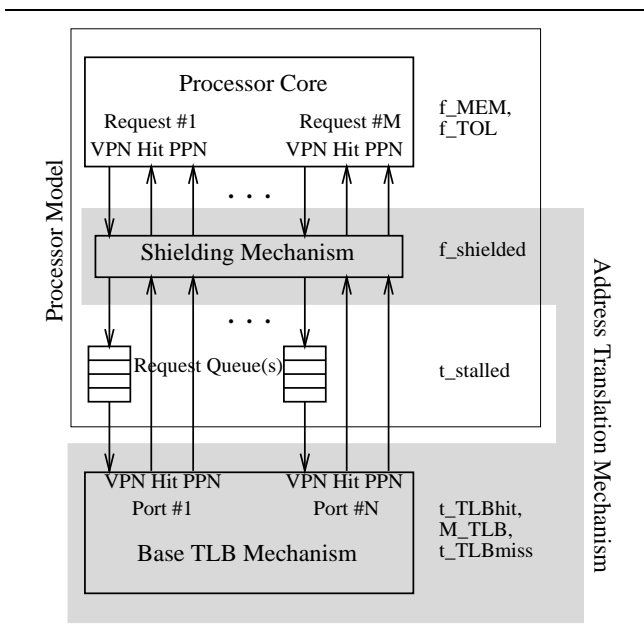 Processor Core
Request #1 Request #M
VPN Hit PPN VPN Hit PPN
. . .
f_MEM,
f_TOL
Processor Model
Shielding Mechanism
f_shielded
. . .
Request Queue(s)
t_stalled
Address Translation Mechanism
VPN Hit PPN VPN Hit PPN
Port #1 Port #N
Base TLB Mechanism
t_TLBhit,
M_TLB,
t_TLBmiss